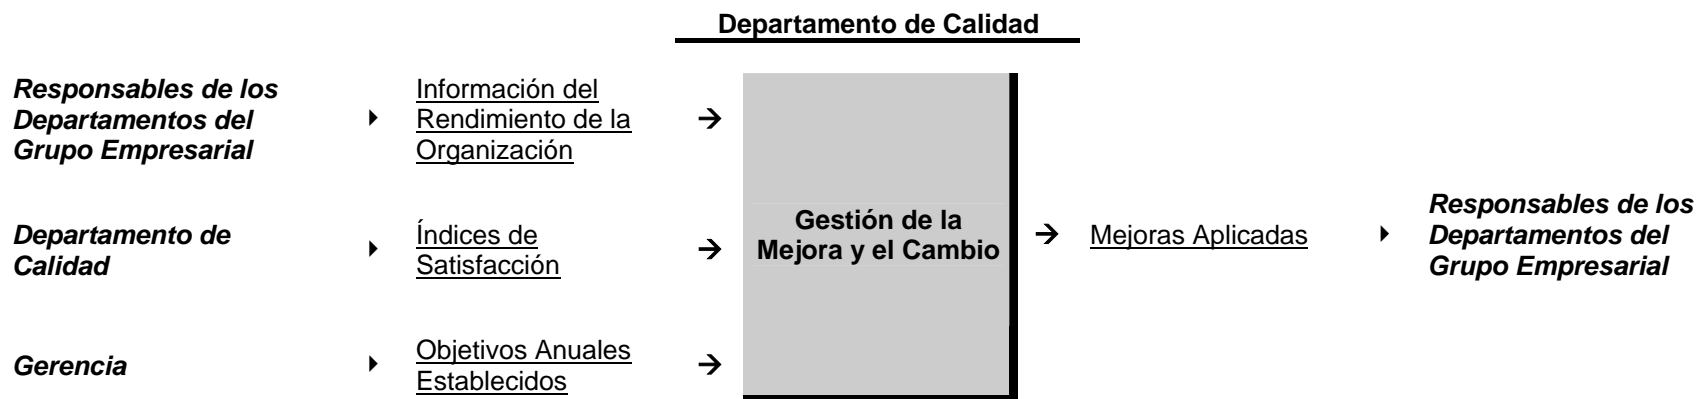 Departamento de Calidad
Responsables de los
Departamentos del
Grupo Empresarial
Información del
Rendimiento de la
Organización
Departamento de
Calidad
Índices de
Satisfacción
Gerencia
Objetivos Anuales
Establecidos
Gestión de la
Mejora y el Cambio
Mejoras Aplicadas
Responsables de los
Departamentos del
Grupo Empresarial